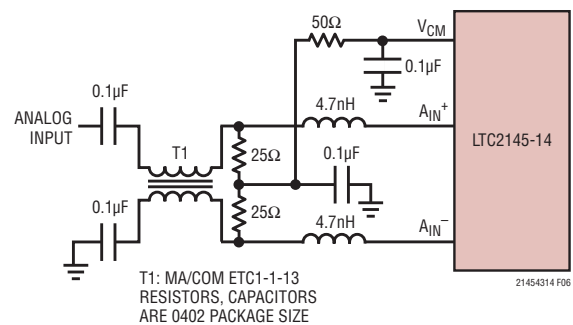 50Ω
VCM
0.1µF
0.1µF
ANALOG
INPUT
4.7nH
AIN+
LTC2145-14
T1
25Ω
0.1µF
0.1µF
25Ω
4.7nH
AIN–
T1: MA/COM ETC1-1-13
RESISTORS, CAPACITORS
ARE 0402 PACKAGE SIZE
21454314 F06